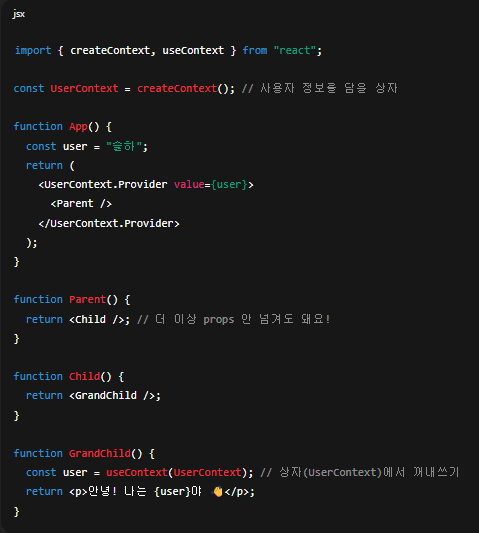 jsx
import { createContext, useContext } from "react";
const UserContext = createContext(); // 사용자 정보를 담을 상자
function App() {
const user = "슬하";
return (
<UserContext.Provider value={user}>
<Parent />
</UserContext.Provider>
);
}
function Parent() {
return <Child />; // 더 이상 props 안 넘겨도 돼요!
}
function Child() {
return <GrandChild />;
}
function GrandChild() {
const user = useContext(UserContext); // 상자(UserContext)에서 꺼내쓰기
return <p>안녕! 나는 {user}야 👋</p>;
}